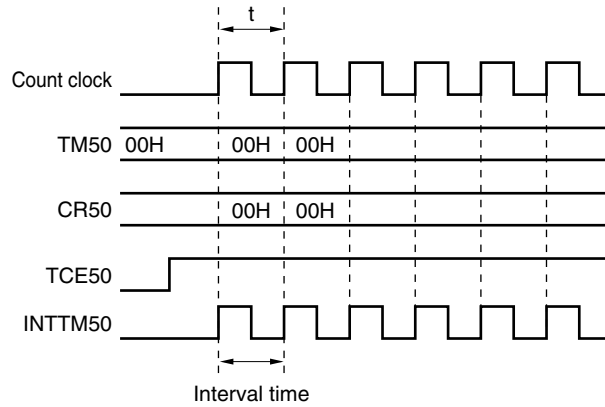 t
Count clock
TM50 00H 00H 00H
CR50 00H 00H
TCE50
INTTM50
Interval time